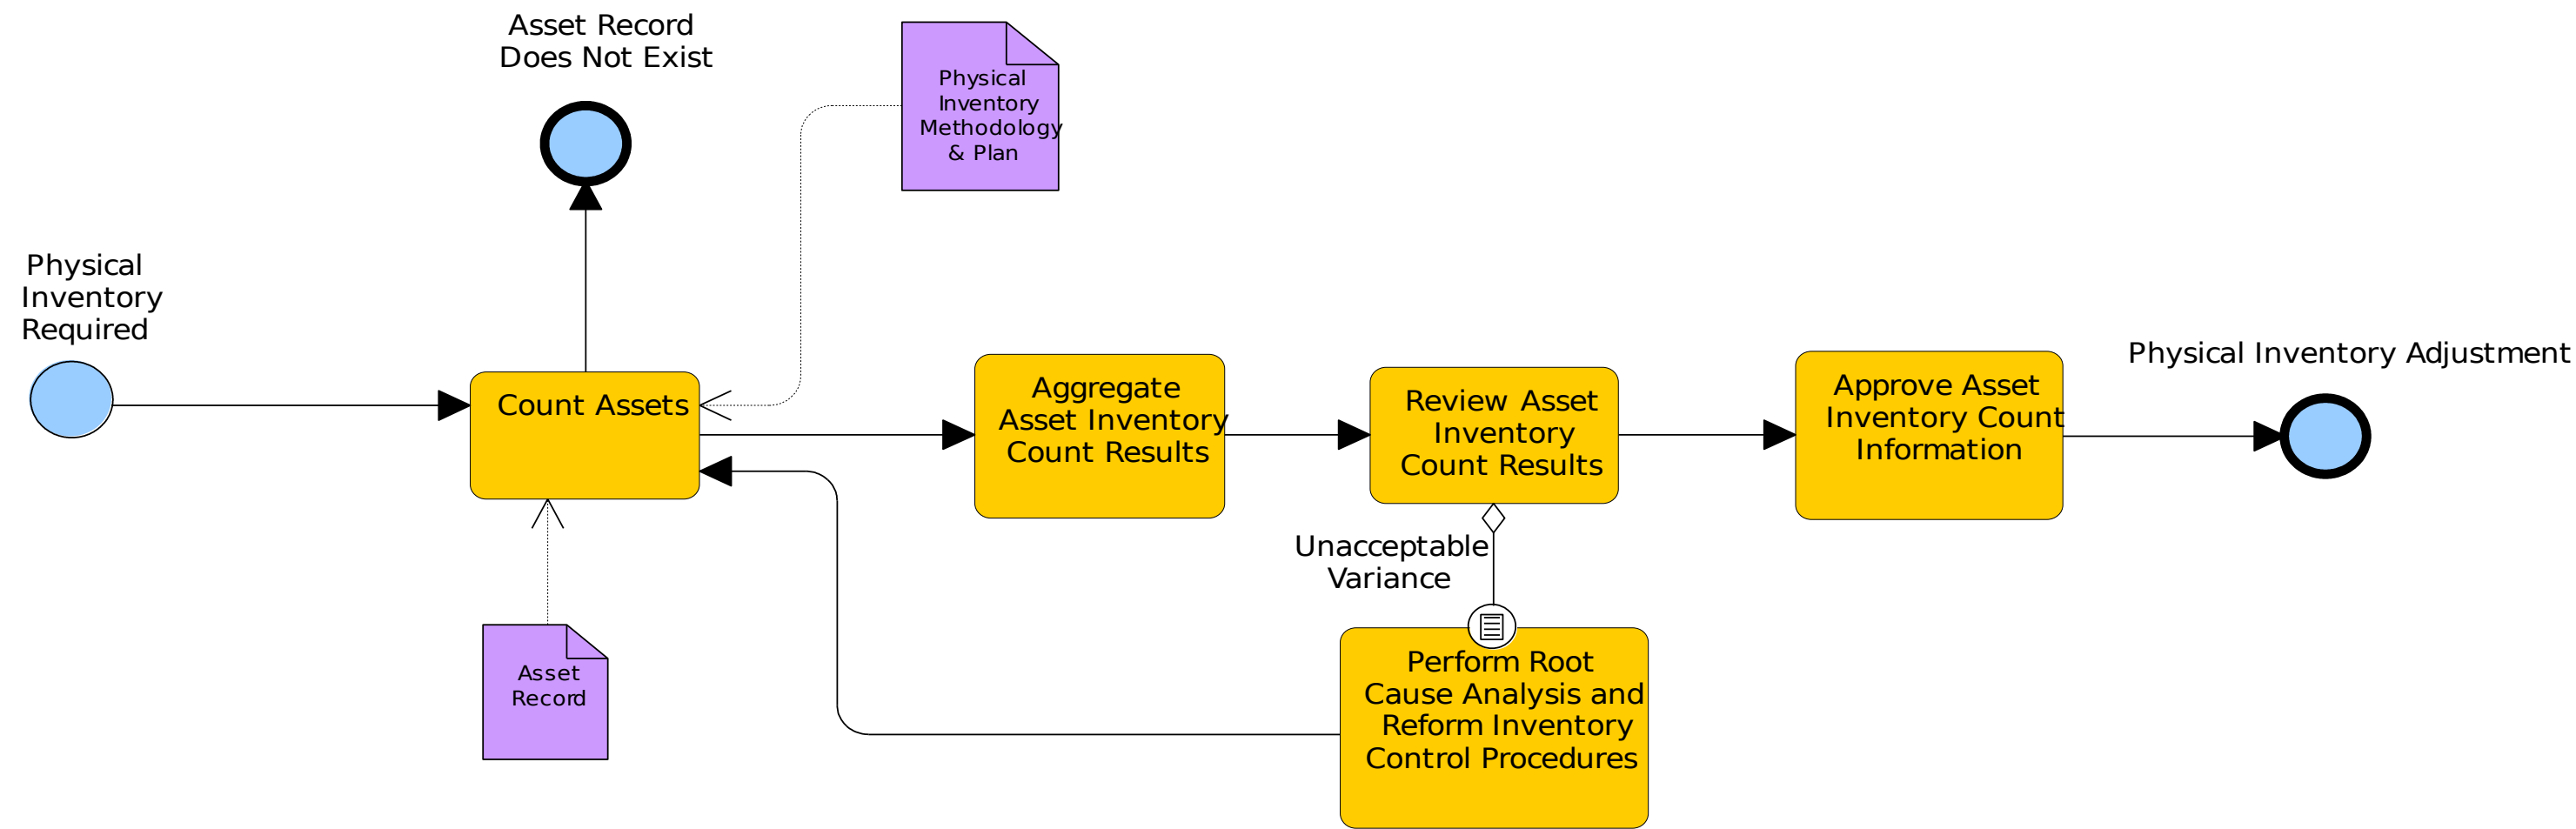 Asset Record
Does Not Exist
Physical
Inventory
Methodology
& Plan
Physical
Inventory
Required
Count Assets
Aggregate
Asset Inventory
Count Results
Review Asset
Inventory
Count Results
Approve Asset
Inventory Count
Information
Physical Inventory Adjustment
Unacceptable
Variance
Asset
Record
Perform Root
Cause Analysis and
Reform Inventory
Control Procedures